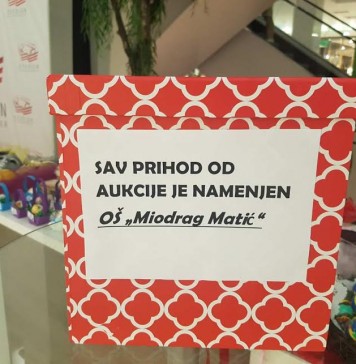 SAV PRIHOD OD
AUKCIJE JE NAMENJEN
OŠ „Miodrag Matić“